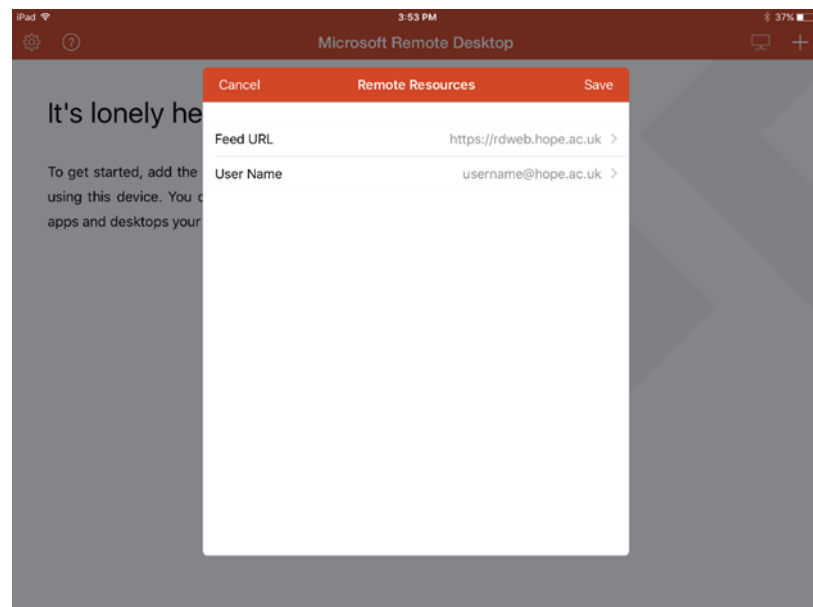 iPad 3:53 PM 37%
Microsoft Remote Desktop
Cancel Remote Resources Save
It's lonely he
Feed URL https://rdweb.hope.ac.uk
To get started, add the
User Name username@hope.ac.uk
using this device. You
apps and desktops your